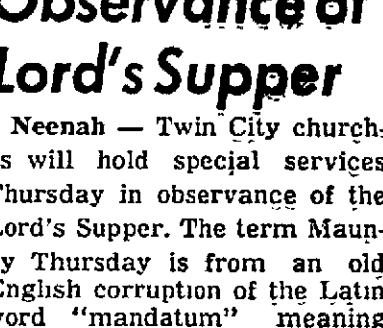 Observance of
Lord's Supper
Neenah — Twin City church-
s will hold special services
Thursday in observance of the
Lord's Supper. The term Maun-
y Thursday is from an old
English corruption of the Latin
word "mandatum" meaning